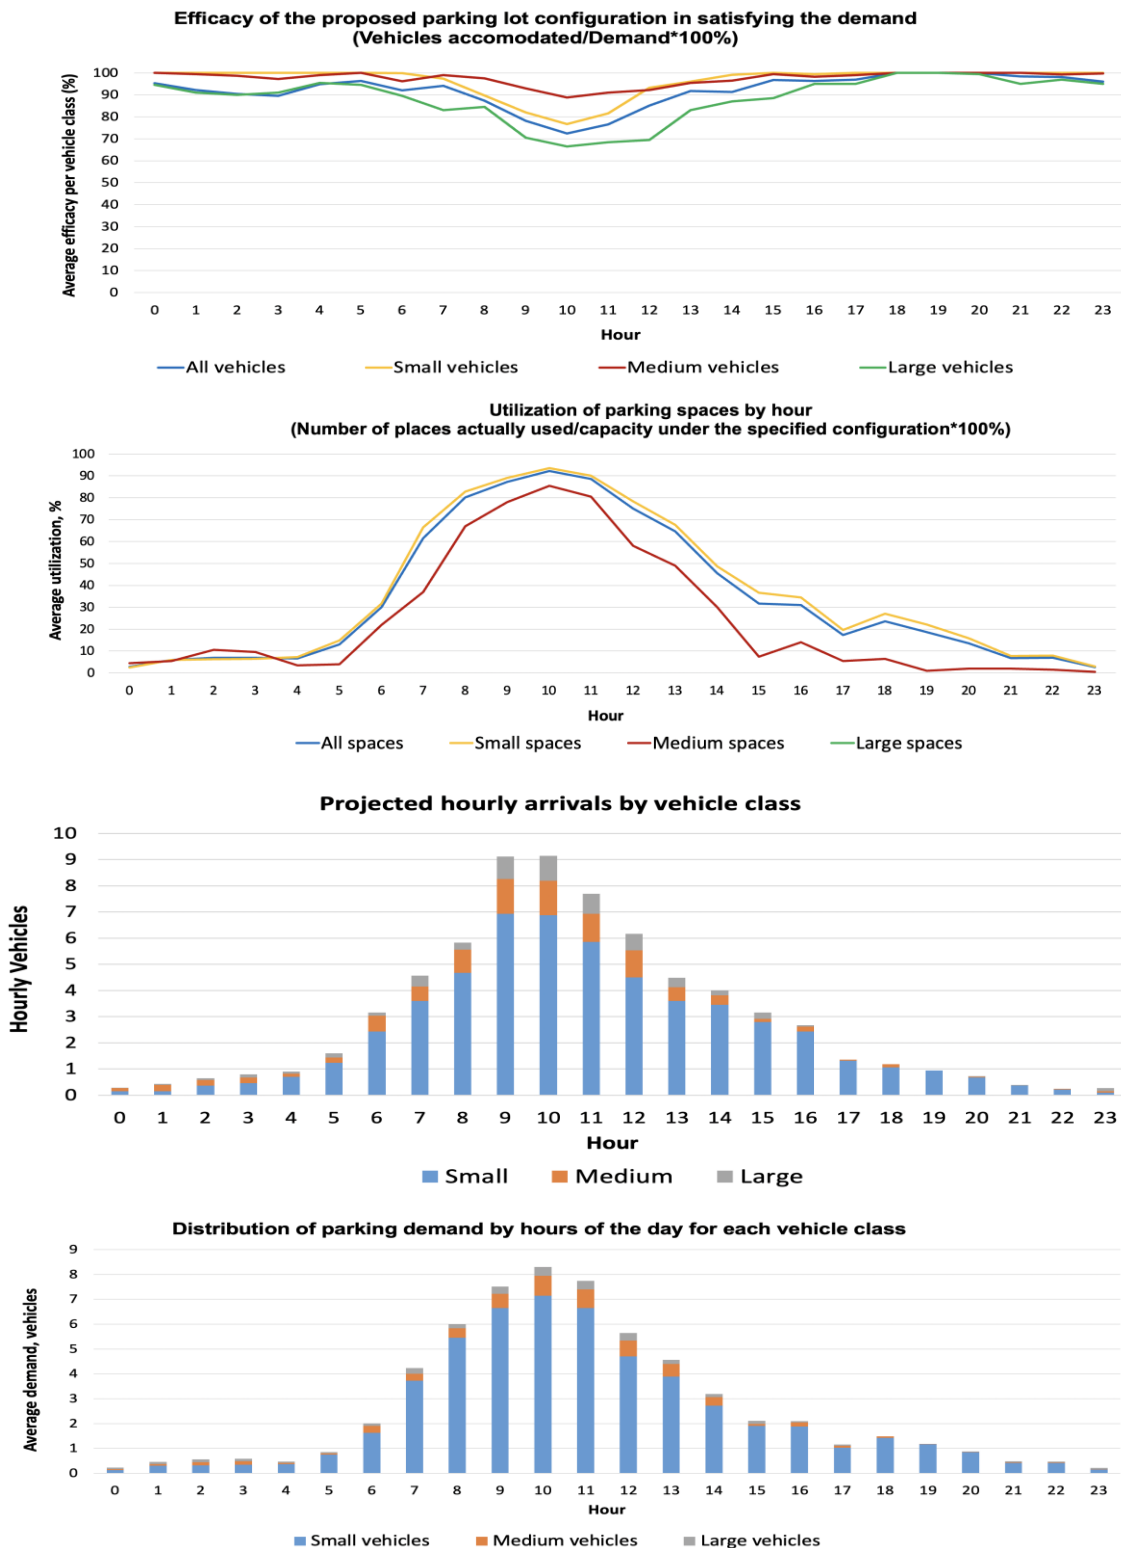 Efficacy of the proposed parking lot configuration in satisfying the demand
(Vehicles accomodated/Demand*100%)
Average efficacy per vehicle class (%)
100
90
80
70
60
50
40
30
20
10
0
0 1 2 3 4 5 6 7 8 9 10 11 12 13 14 15 16 17 18 19 20 21 22 23
Hour
All vehicles Small vehicles Medium vehicles Large vehicles
Utilization of parking spaces by hour
(Number of places actually used/capacity under the specified configuration*100%)
Average utilization, %
100
90
80
70
60
50
40
30
20
10
0
0 1 2 3 4 5 6 7 8 9 10 11 12 13 14 15 16 17 18 19 20 21 22 23
Hour
All spaces Small spaces Medium spaces Large spaces
Projected hourly arrivals by vehicle class
Hourly Vehicles
10
9
8
7
6
5
4
3
2
1
0
0 1 2 3 4 5 6 7 8 9 10 11 12 13 14 15 16 17 18 19 20 21 22 23
Hour
Small Medium Large
Distribution of parking demand by hours of the day for each vehicle class
Average demand, vehicles
9
8
7
6
5
4
3
2
1
0
0 1 2 3 4 5 6 7 8 9 10 11 12 13 14 15 16 17 18 19 20 21 22 23
Hour
Small vehicles Medium vehicles Large vehicles